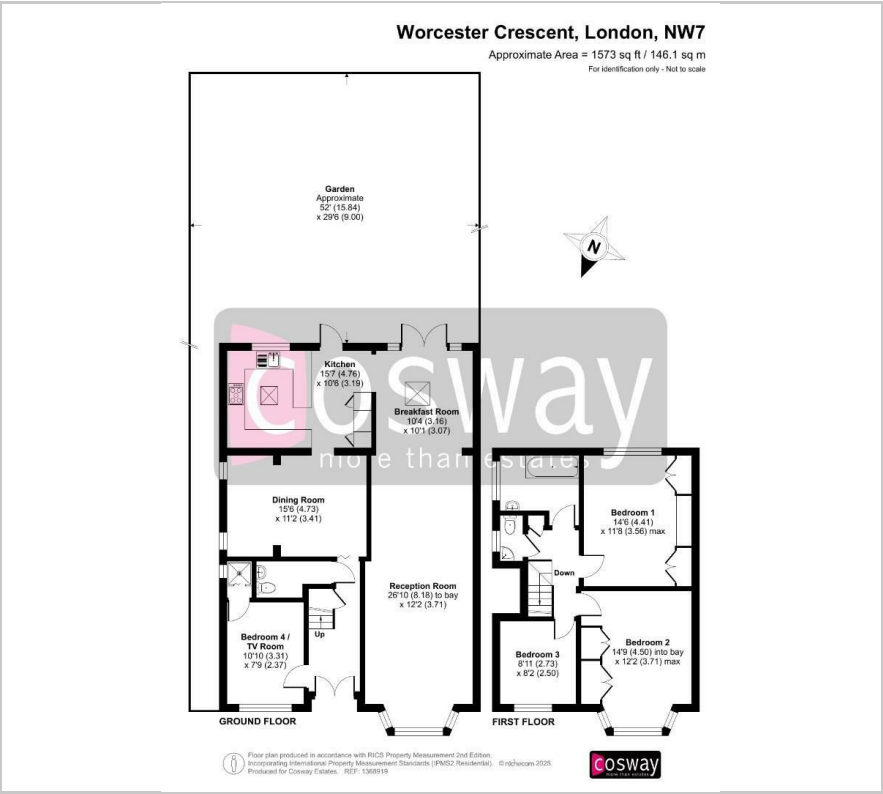 Worcester Crescent, London, NW7
Approximate Area = 1573 sq ft / 146.1 sq m
For identification only - Not to scale
Garden
Approximate
52' (15.84)
x 29'6 (9.00)
N
cosway
more than estates
Kitchen
15'7 (4.76)
x 10'6 (3.19)
Breakfast Room
10'4 (3.16)
x 10'1 (3.07)
Dining Room
15'6 (4.73)
x 11'2 (3.41)
Reception Room
26'10 (8.18) to bay
x 12'2 (3.71)
Up
Bedroom 4 /
TV Room
10'10 (3.31)
x 7'9 (2.37)
GROUND FLOOR
Bedroom 1
14'6 (4.41)
x 11'8 (3.56) max
Down
Bedroom 2
14'9 (4.50) into bay
x 12'2 (3.71) max
Bedroom 3
8'11 (2.73)
x 8'2 (2.50)
FIRST FLOOR
Floor plan produced in accordance with RICS Property Measurement 2nd Edition,
Incorporating International Property Measurement Standards (IPMS2 Residential). © nichecom 2025.
Produced for Cosway Estates. REF: 1368919
cosway
more than estates